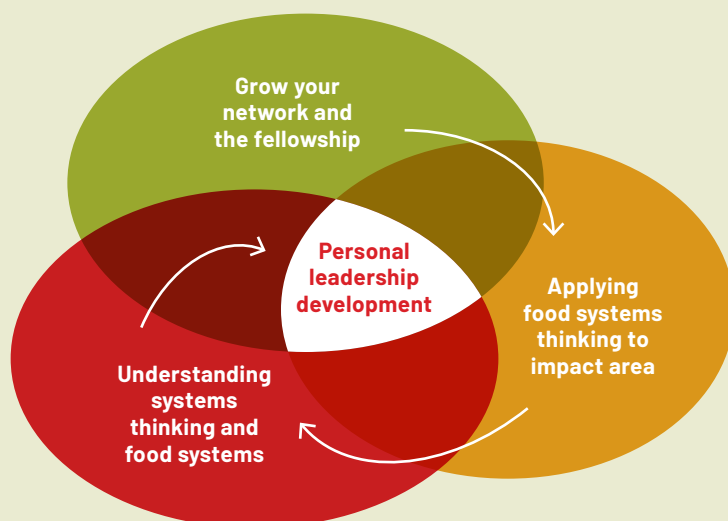 Grow your
network and
the fellowship
Personal
leadership
development
Applying
food systems
thinking to
impact area
Understanding
systems
thinking and
food systems